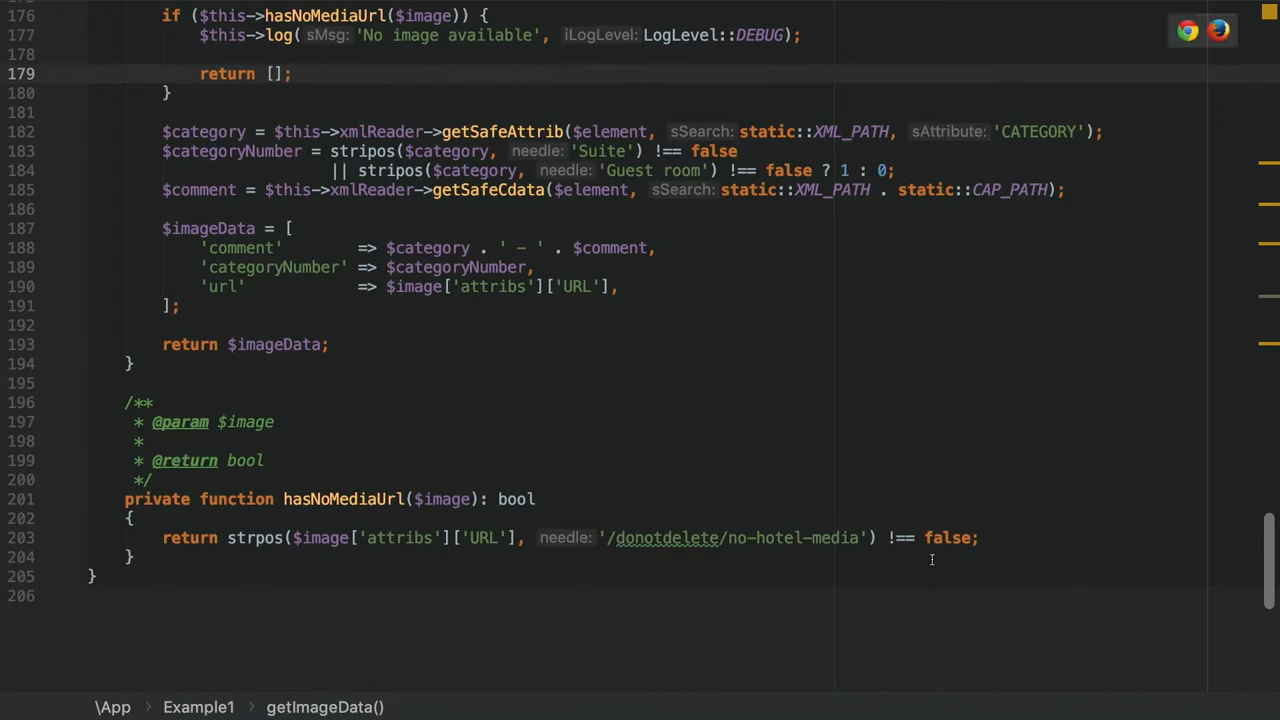 176 if ($this->hasNoMediaUrl($image)) {
177 $this->log( sMsg: 'No image available', iLogLevel: LogLevel::DEBUG);
178
179 return [];
180 }
181
182 $category = $this->xmlReader->getSafeAttrib($element, sSearch: static::XML_PATH, sAttribute: 'CATEGORY');
183 $categoryNumber = stripos($category, needle: 'Suite') !== false
184 || stripos($category, needle: 'Guest room') !== false ? 1 : 0;
185 $comment = $this->xmlReader->getSafeCdata($element, sSearch: static::XML_PATH . static::CAP_PATH);
186
187 $imageData = [
188 'comment' => $category . ' - ' . $comment,
189 'categoryNumber' => $categoryNumber,
190 'url' => $image['attribs']['URL'],
191 ];
192
193 return $imageData;
194 }
195
196 /**
197 * @param $image
198 *
199 * @return bool
200 */
201 private function hasNoMediaUrl($image): bool
202 {
203 return strpos($image['attribs']['URL'], needle: '/donotdelete/no-hotel-media') !== false;
204 }
205 }
206
\App > Example1 > getImageData()